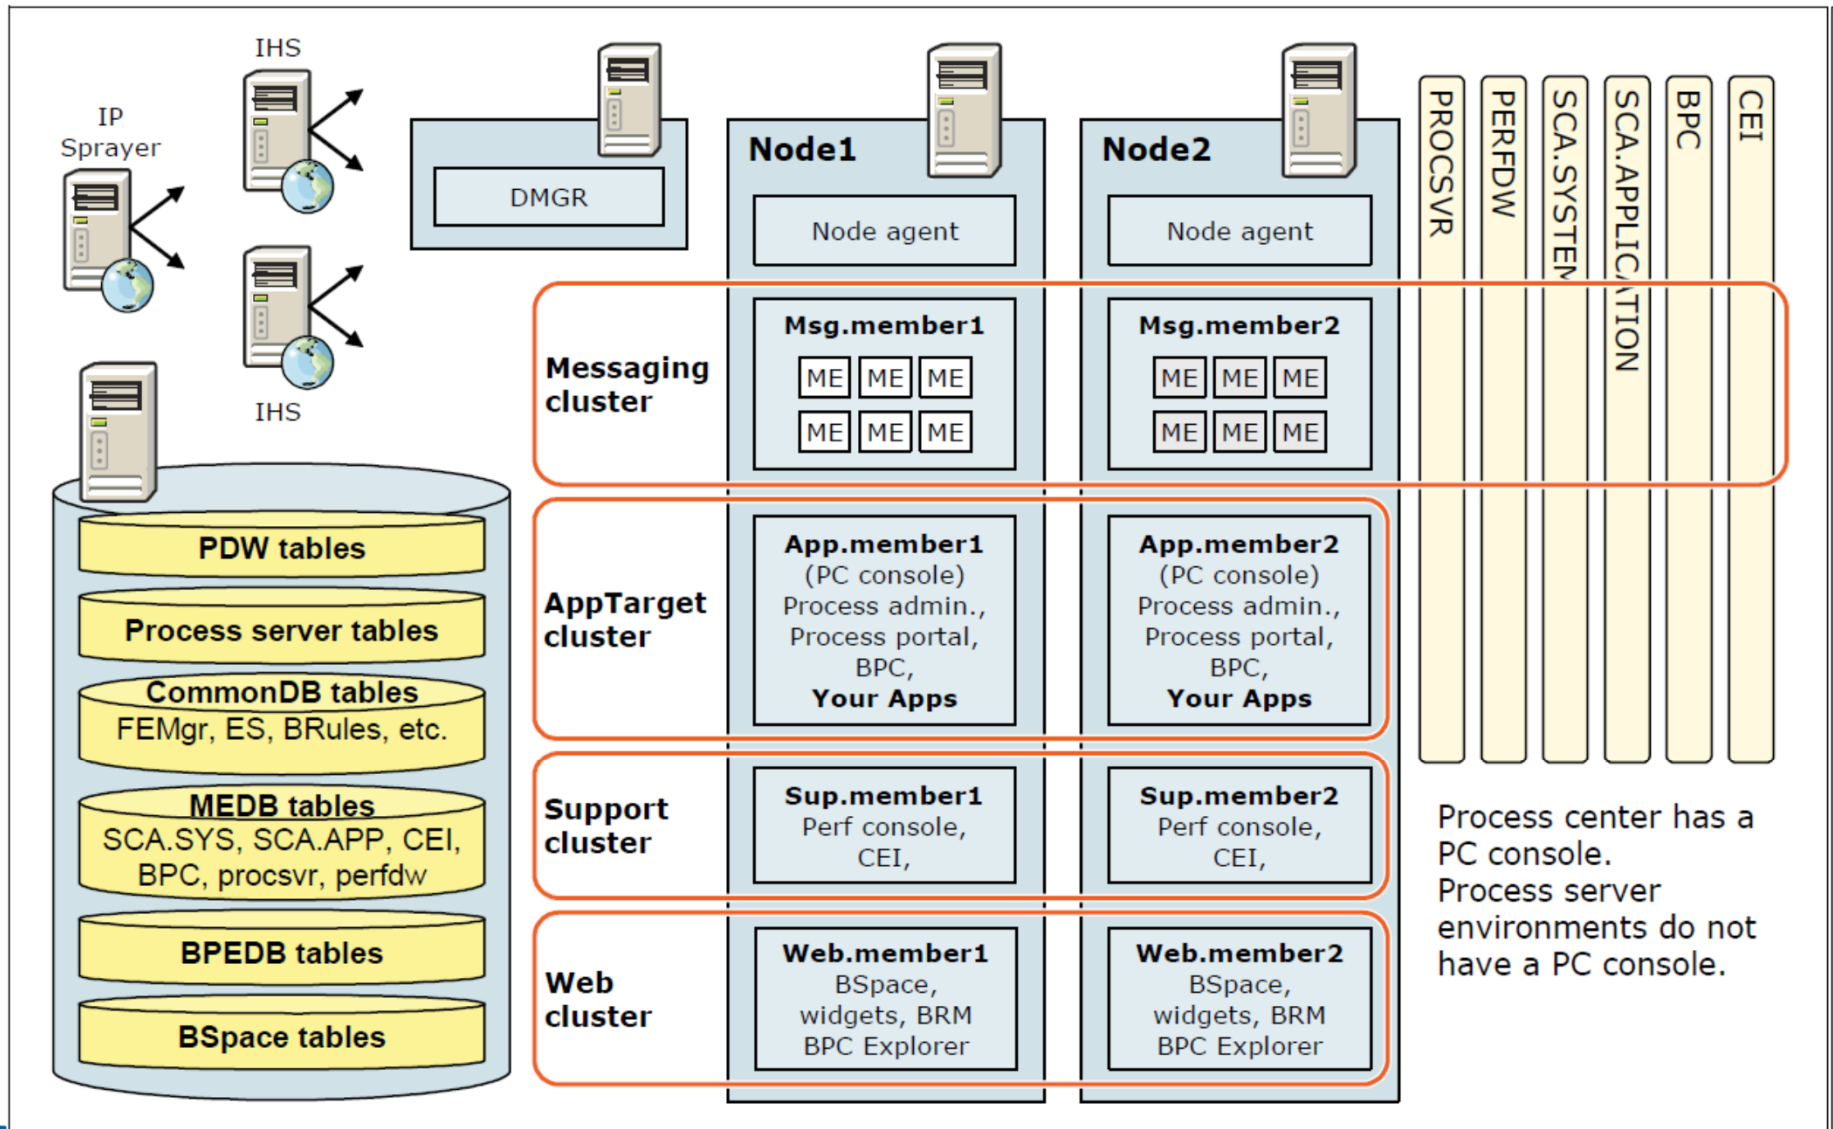 IHS
IP
Sprayer
IHS
DMGR
Node1
Node agent
Node2
Node agent
PROCSVR
PERFDW
SCA.SYSTEM
SCA.APPLICATION
BPC
CEI
Messaging
cluster
Msg.member1
ME ME ME
ME ME ME
Msg.member2
ME ME ME
ME ME ME
AppTarget
cluster
App.member1
(PC console)
Process admin.,
Process portal,
BPC,
Your Apps
App.member2
(PC console)
Process admin.,
Process portal,
BPC,
Your Apps
Support
cluster
Sup.member1
Perf console,
CEI,
Sup.member2
Perf console,
CEI,
Web
cluster
Web.member1
BSpace,
widgets, BRM
BPC Explorer
Web.member2
BSpace,
widgets, BRM
BPC Explorer
PDW tables
Process server tables
CommonDB tables
FEMgr, ES, BRules, etc.
MEDB tables
SCA.SYS, SCA.APP, CEI,
BPC, procsvr, perfdw
BPEDB tables
BSpace tables
Process center has a
PC console.
Process server
environments do not
have a PC console.